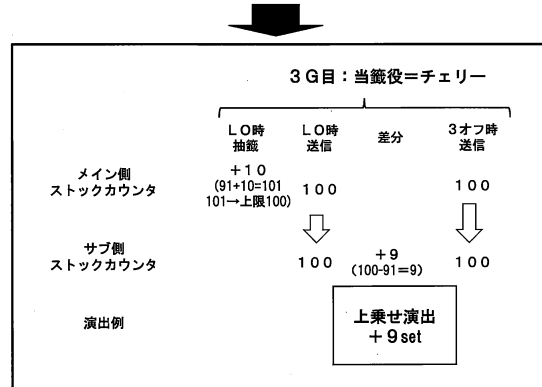 3G目：当籤役＝チェリー
LO時
抽籤
LO時
送信
差分
3オフ時
送信
メイン側
ストックカウンタ
＋10
(91+10=101
101→上限100)
100
100
サブ側
ストックカウンタ
100
＋9
(100-91＝9)
100
演出例
上乗せ演出
＋9set